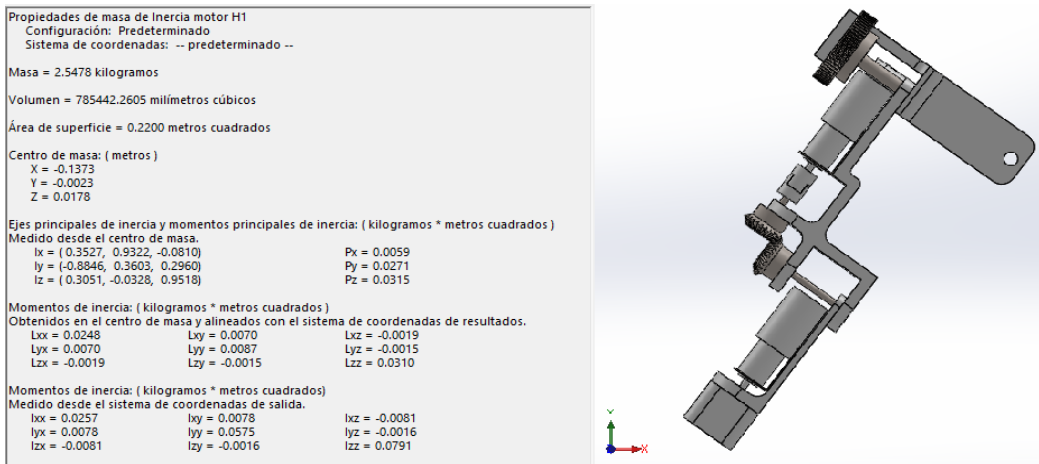 Propiedades de masa de Inercia motor H1
Configuración: Predeterminado
Sistema de coordenadas: -- predeterminado --
Masa = 2.5478 kilogramos
Volumen = 785442.2605 milímetros cúbicos
Área de superficie = 0.2200 metros cuadrados
Centro de masa: ( metros )
X = -0.1373
Y = -0.0023
Z = 0.0178
Ejes principales de inercia y momentos principales de inercia: ( kilogramos * metros cuadrados )
Medido desde el centro de masa.
Ix = ( 0.3527, 0.9322, -0.0810) Px = 0.0059
Iy = (-0.8846, 0.3603, 0.2960) Py = 0.0271
Iz = ( 0.3051, -0.0328, 0.9518) Pz = 0.0315
Momentos de inercia: ( kilogramos * metros cuadrados )
Obtenidos en el centro de masa y alineados con el sistema de coordenadas de resultados.
Lxx = 0.0248 Lxy = 0.0070 Lxz = -0.0019
Lyx = 0.0070 Lyy = 0.0087 Lyz = -0.0015
Lzx = -0.0019 Lzy = -0.0015 Lzz = 0.0310
Momentos de inercia: ( kilogramos * metros cuadrados)
Medido desde el sistema de coordenadas de salida.
Ixx = 0.0257 Ixy = 0.0078 Ixz = -0.0081
Iyx = 0.0078 Iyy = 0.0575 Iyz = -0.0016
Izx = -0.0081 Izy = -0.0016 Izz = 0.0791
Y
X